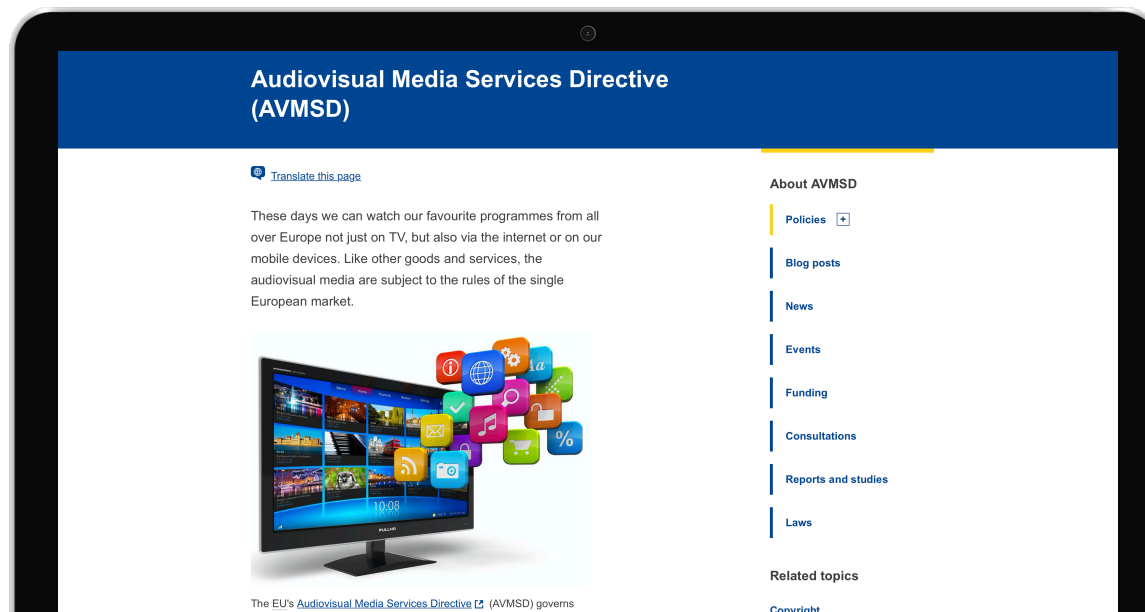 Audiovisual Media Services Directive
(AVMSD)
Translate this page
These days we can watch our favourite programmes from all
over Europe not just on TV, but also via the internet or on our
mobile devices. Like other goods and services, the
audiovisual media are subject to the rules of the single
European market.
Aa
%
10:08
FULLHD
The EU's Audiovisual Media Services Directive (AVMSD) governs
About AVMSD
Policies +
Blog posts
News
Events
Funding
Consultations
Reports and studies
Laws
Related topics
Copyright